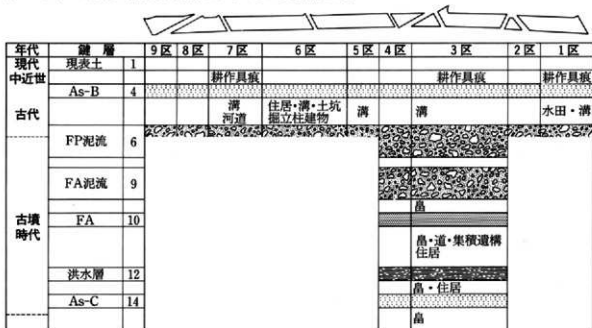 年代 鍵層 9区 8区 7区 6区 5区 4区 3区 2区 1区
現代 現表土 1
中近世 耕作具痕 耕作具痕 耕作具痕
As-B 4
古代 溝 河道 住居・溝・土坑 掘立柱建物 溝 溝 水田・溝
FP泥流 6
FA泥流 9
畠
古墳時代 FA 10
畠・道・集積遺構
住居
洪水層 12
畠・住居
As-C 14
畠